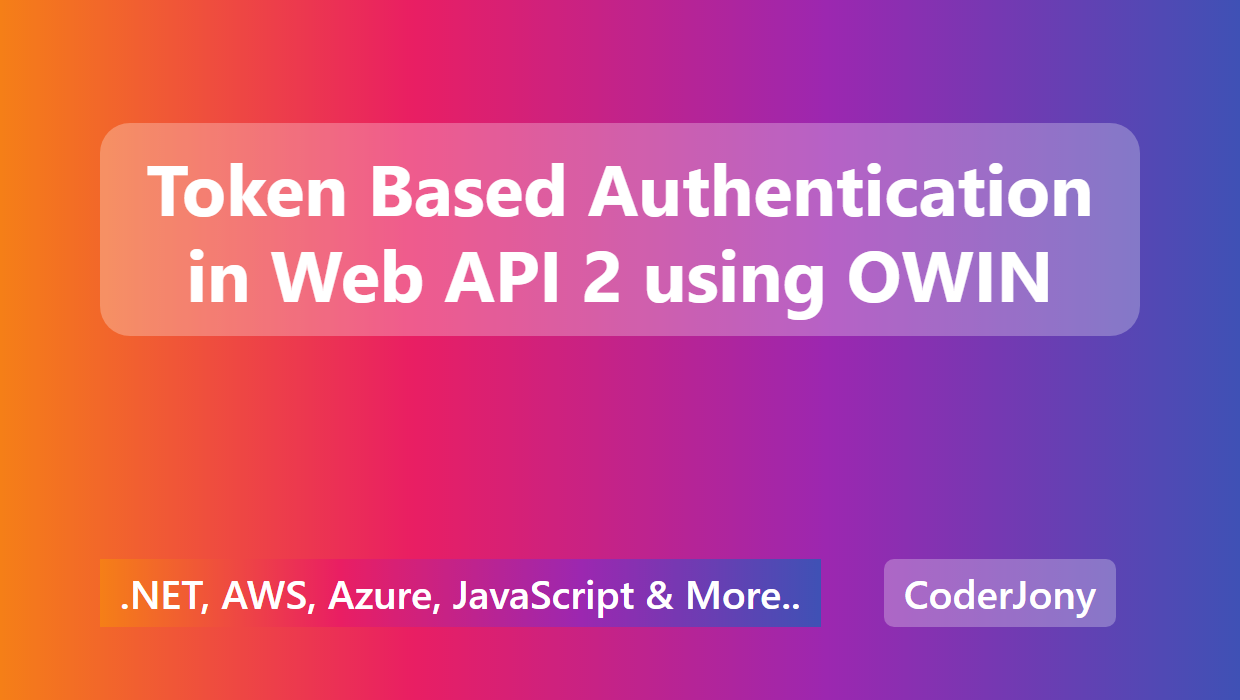 Token Based Authentication
in Web API 2 using OWIN
.NET, AWS, Azure, JavaScript & More..
CoderJony